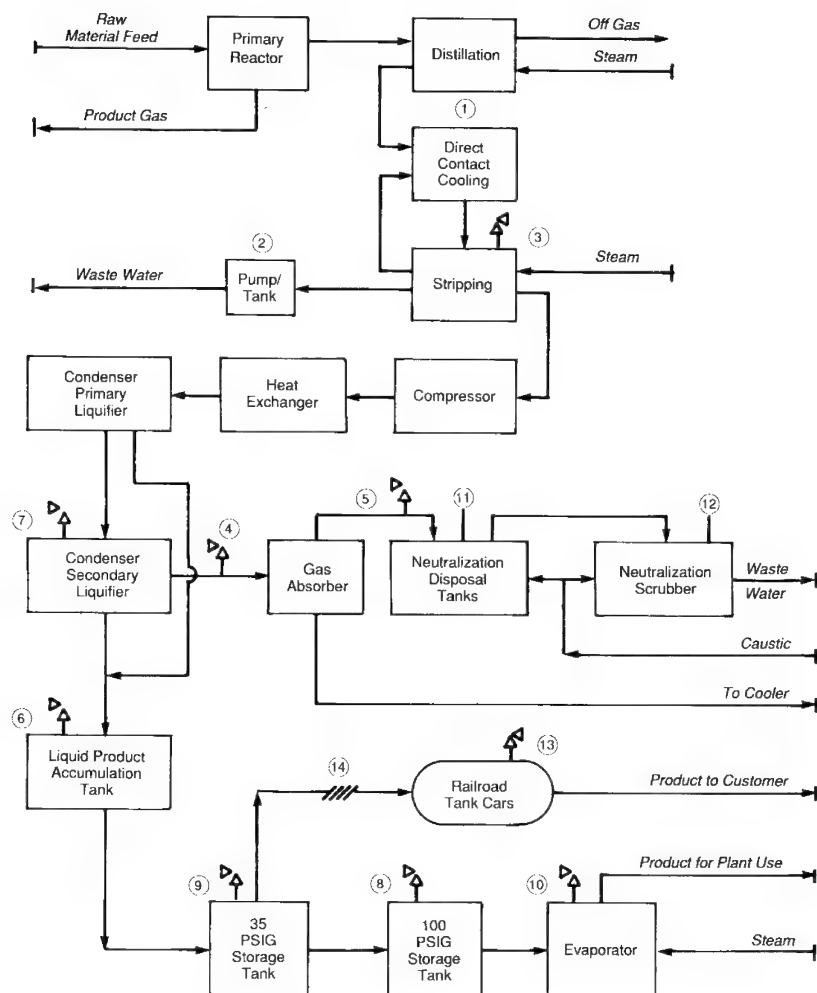 Raw
Material Feed
Primary
Reactor
Distillation
Off Gas
Steam
Product Gas
1
Direct
Contact
Cooling
2
3
Waste Water
Pump/
Tank
Stripping
Steam
Condenser
Primary
Liquifier
Heat
Exchanger
Compressor
7
4
5
11
12
Condenser
Secondary
Liquifier
Gas
Absorber
Neutralization
Disposal
Tanks
Neutralization
Scrubber
Waste
Water
Caustic
To Cooler
6
Liquid Product
Accumulation
Tank
14
13
Railroad
Tank Cars
Product to Customer
9
8
10
Product for Plant Use
35
PSIG
Storage
Tank
100
PSIG
Storage
Tank
Evaporator
Steam